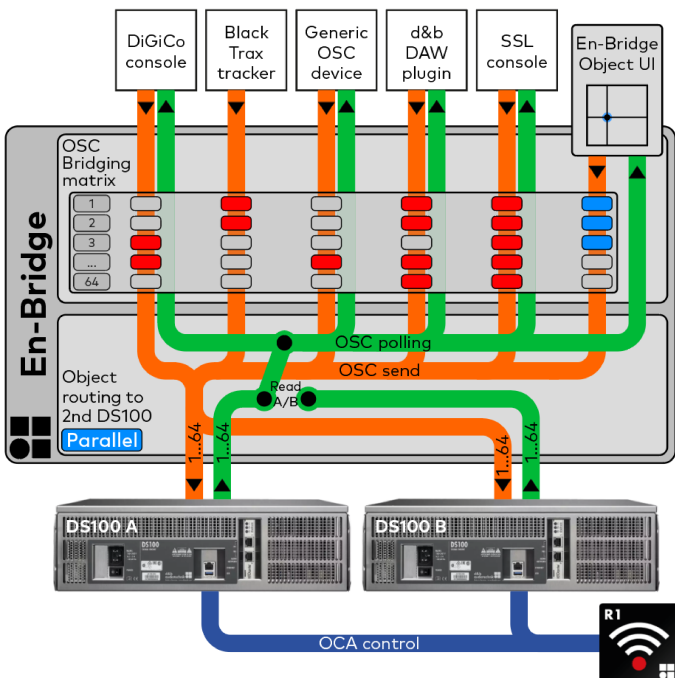 DiGiCo
console
Black
Trax
tracker
Generic
OSC
device
d&b
DAW
plugin
SSL
console
En-Bridge
Object UI
En-Bridge
OSC
Bridging
matrix
1
2
3
...
64
OSC polling
OSC send
Object
routing to
2nd DS100
Parallel
Read
A/B
1...64
1...64
1...64
1...64
DS100 A
DS100
DS100 B
DS100
OCA control
R1